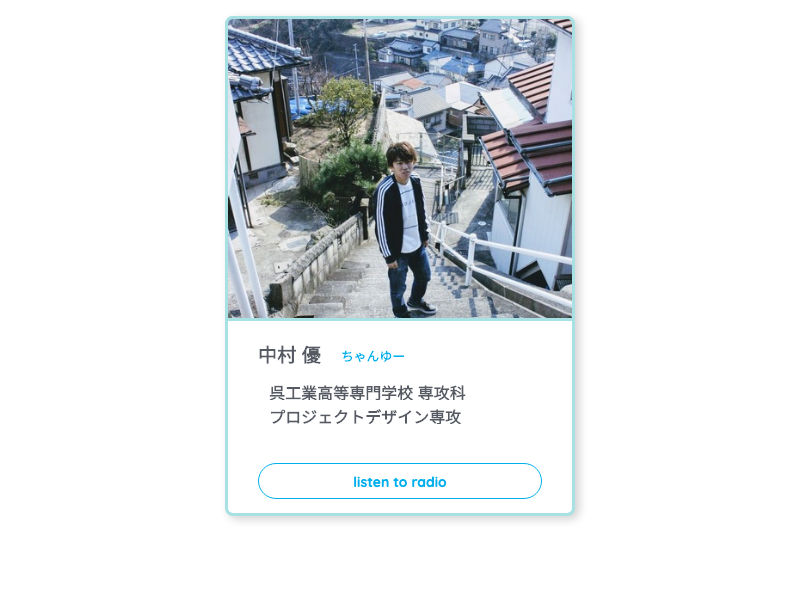 中村 優 ちゃんゆー
呉工業高等専門学校 専攻科
プロジェクトデザイン専攻
listen to radio